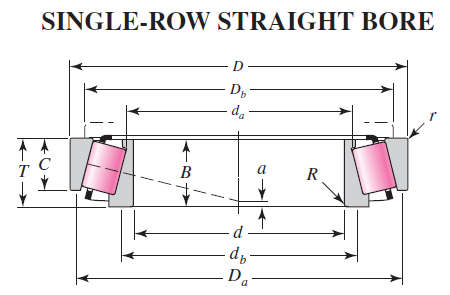 SINGLE-ROW STRAIGHT BORE
D
D_b
d_a
r
T C B a R
d
d_b
D_a